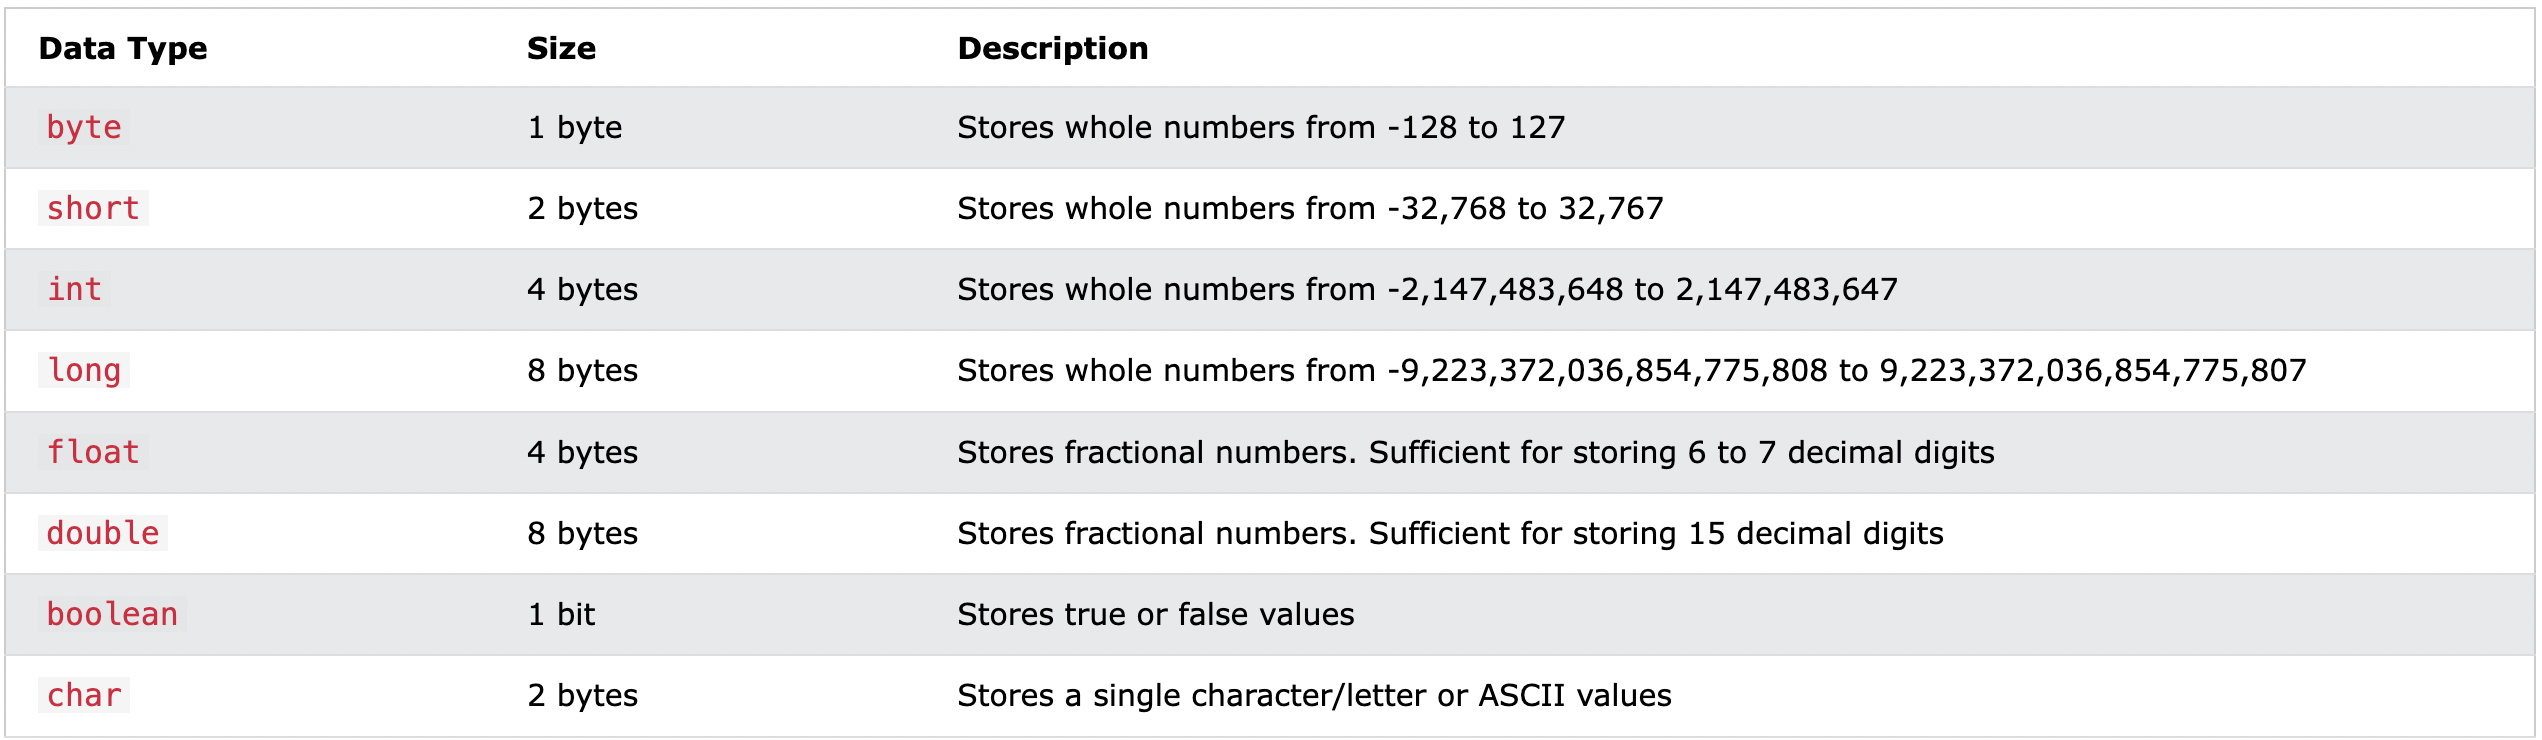 Data Type Size Description
byte 1 byte Stores whole numbers from -128 to 127
short 2 bytes Stores whole numbers from -32,768 to 32,767
int 4 bytes Stores whole numbers from -2,147,483,648 to 2,147,483,647
long 8 bytes Stores whole numbers from -9,223,372,036,854,775,808 to 9,223,372,036,854,775,807
float 4 bytes Stores fractional numbers. Sufficient for storing 6 to 7 decimal digits
double 8 bytes Stores fractional numbers. Sufficient for storing 15 decimal digits
boolean 1 bit Stores true or false values
char 2 bytes Stores a single character/letter or ASCII values